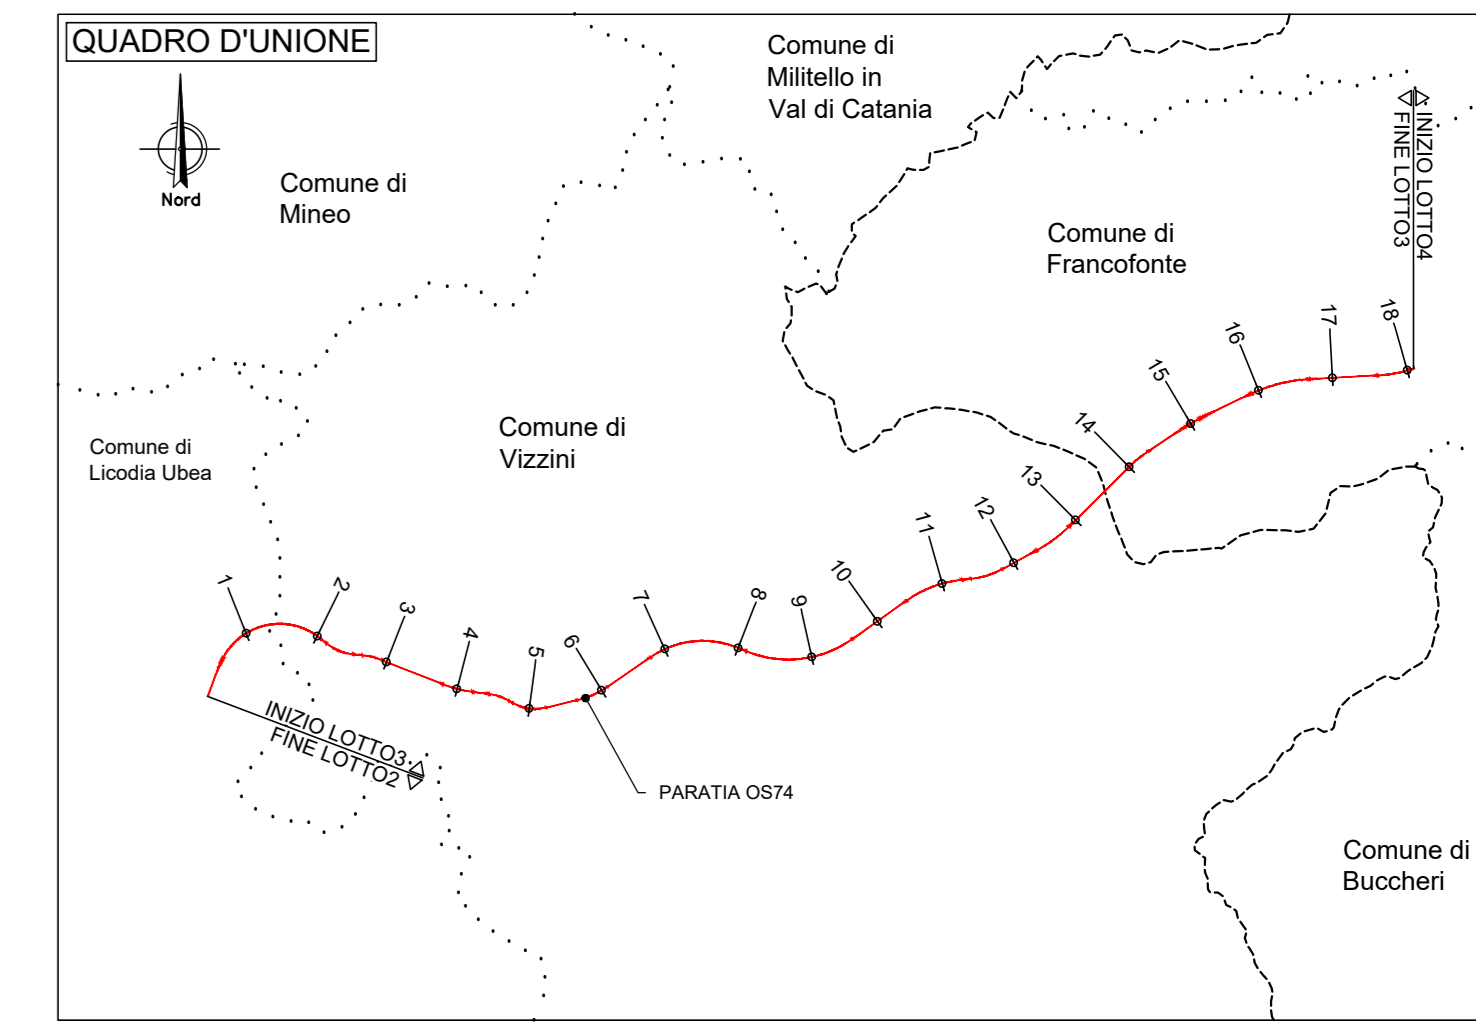 QUADRO D'UNIONE
Nord
Comune di
Mineo
Comune di
Militello in
Val di Catania
Comune di
Francofonte
INIZIO LOTTO4
FINE LOTTO3
Comune di
Licodia Ubea
Comune di
Vizzini
1
2
3
4
5
6
7
8
9
10
11
12
13
14
15
16
17
18
INIZIO LOTTO3
FINE LOTTO2
PARATIA OS74
Comune di
Buccheri